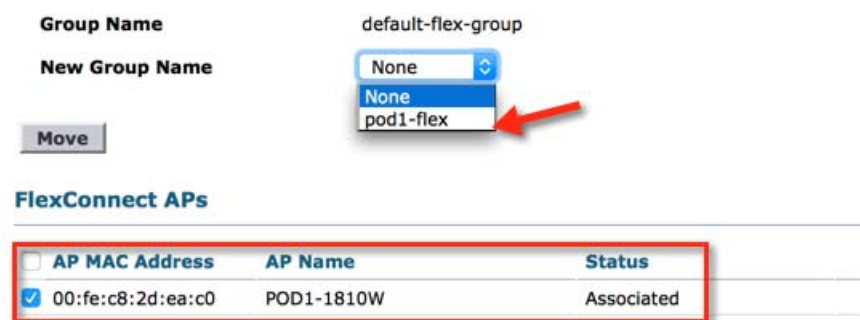 Group Name default-flex-group
New Group Name None
None
pod1-flex
Move
FlexConnect APs
AP MAC Address AP Name Status
00:fe:c8:2d:ea:c0 POD1-1810W Associated